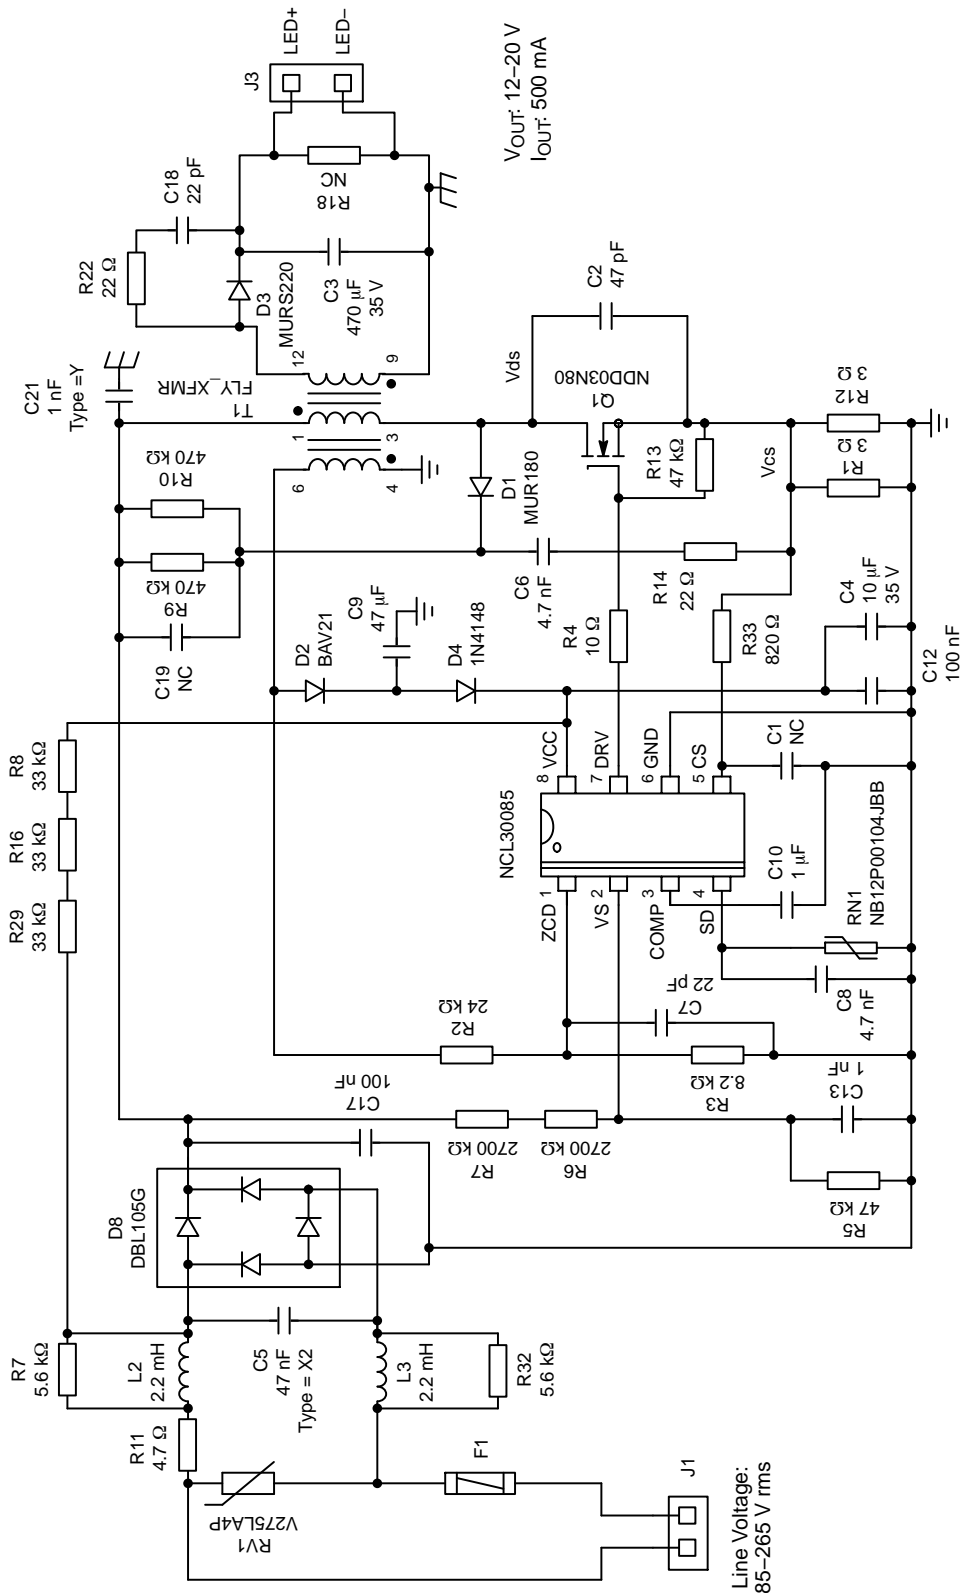 R7
5.6 kΩ
R29
33 kΩ
R16
33 kΩ
R8
33 kΩ
C21
1 nF
Type =Y
R22
22 Ω
C18
22 pF
J3
LED+
LED–
R11
4.7 Ω
L2
2.2 mH
D8
DBL105G
C17
100 nF
C19
NC
R9
470 kΩ
R10
470 kΩ
T1
FLY_XFMR
1
3
6
4
12
9
D3
MURS220
C3
470 µF
35 V
R18
NC
VOUT: 12–20 V
IOUT: 500 mA
RV1
V275LA4P
C5
47 nF
Type = X2
L3
2.2 mH
R32
5.6 kΩ
F1
J1
Line Voltage:
85–265 V rms
R2
24 kΩ
D2
BAV21
C9
47 µF
D4
1N4148
D1
MUR180
C6
4.7 nF
Vds
C2
47 pF
Q1
NDD03N80
R7
2700 kΩ
R6
2700 kΩ
NCL30085
ZCD 1
VS 2
COMP 3
SD 4
8 VCC
7 DRV
6 GND
5 CS
R4
10 Ω
R14
22 Ω
R13
47 kΩ
Vcs
R3
8.2 kΩ
C7
22 pF
C13
1 nF
R5
47 kΩ
C8
4.7 nF
RN1
NB12P00104JBB
C10
1 µF
C1
NC
R33
820 Ω
C12
100 nF
C4
10 µF
35 V
R1
3 Ω
R12
3 Ω